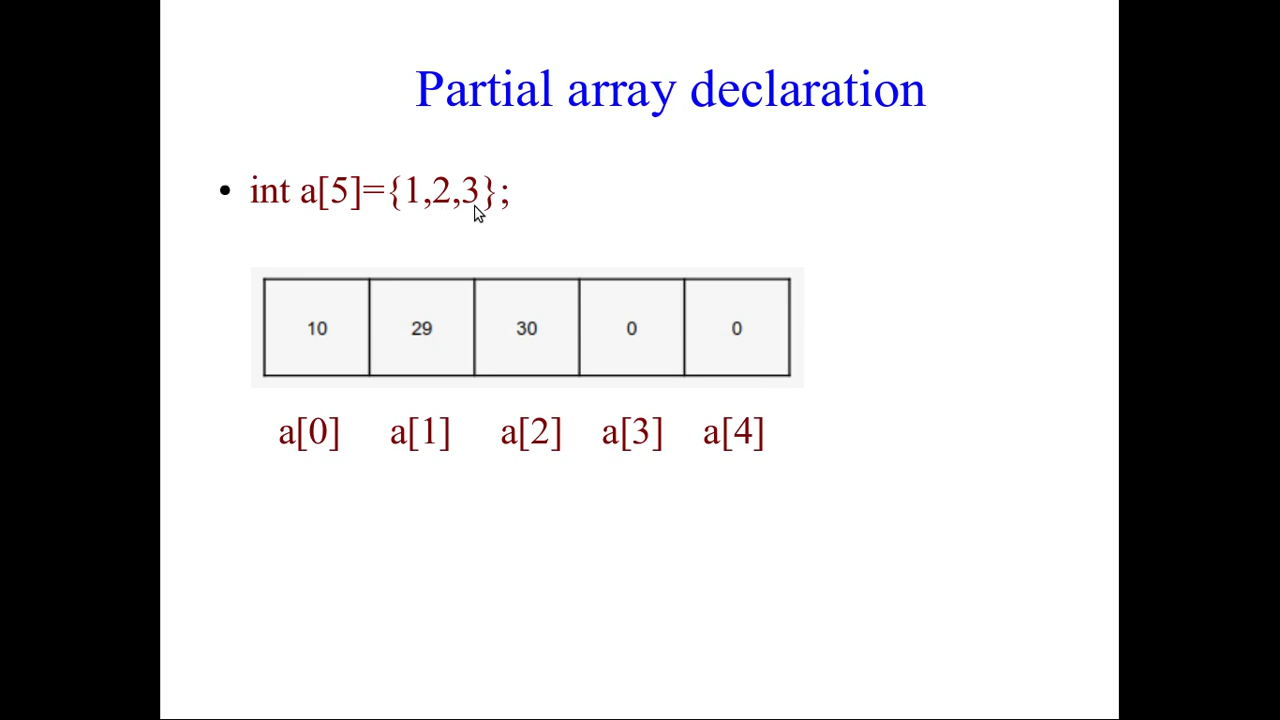 Partial array declaration
• int a[5]={1,2,3};
10 29 30 0 0
a[0] a[1] a[2] a[3] a[4]